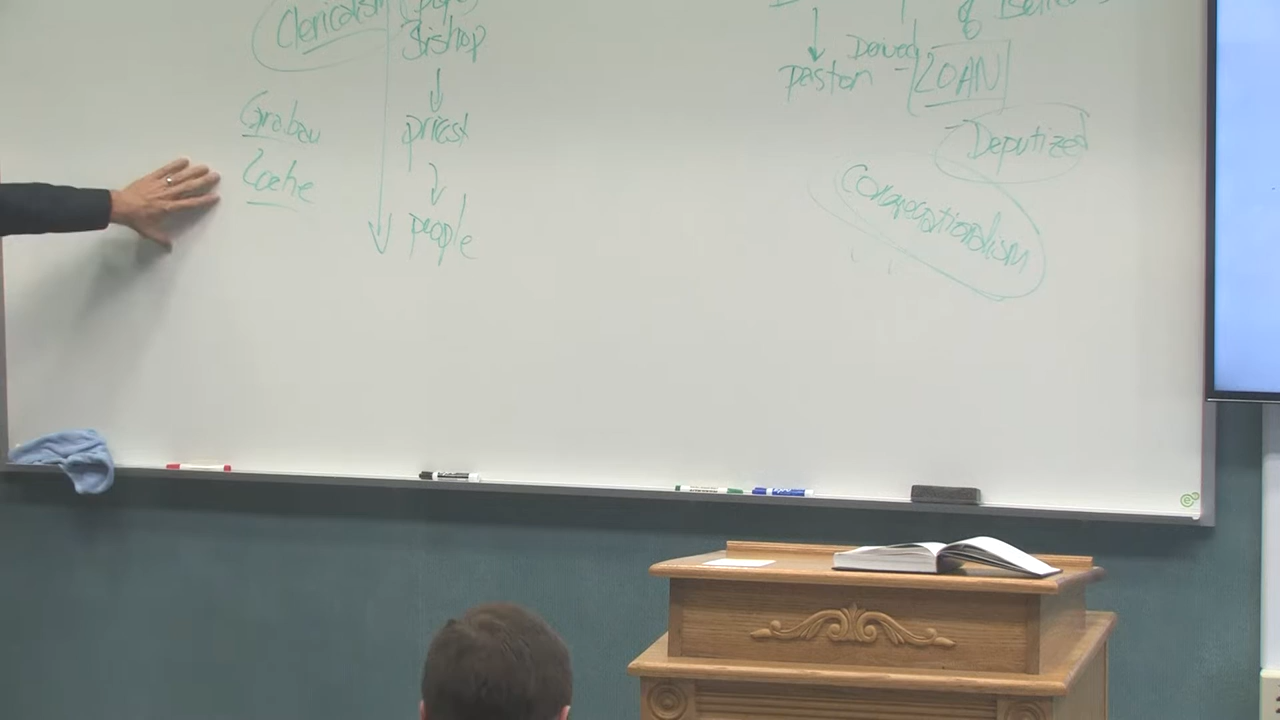 Clericalism
Bishop
Grabau
priest
Loehe
people
Derived
pastor - LOAN
- Deputized
Congregationalism